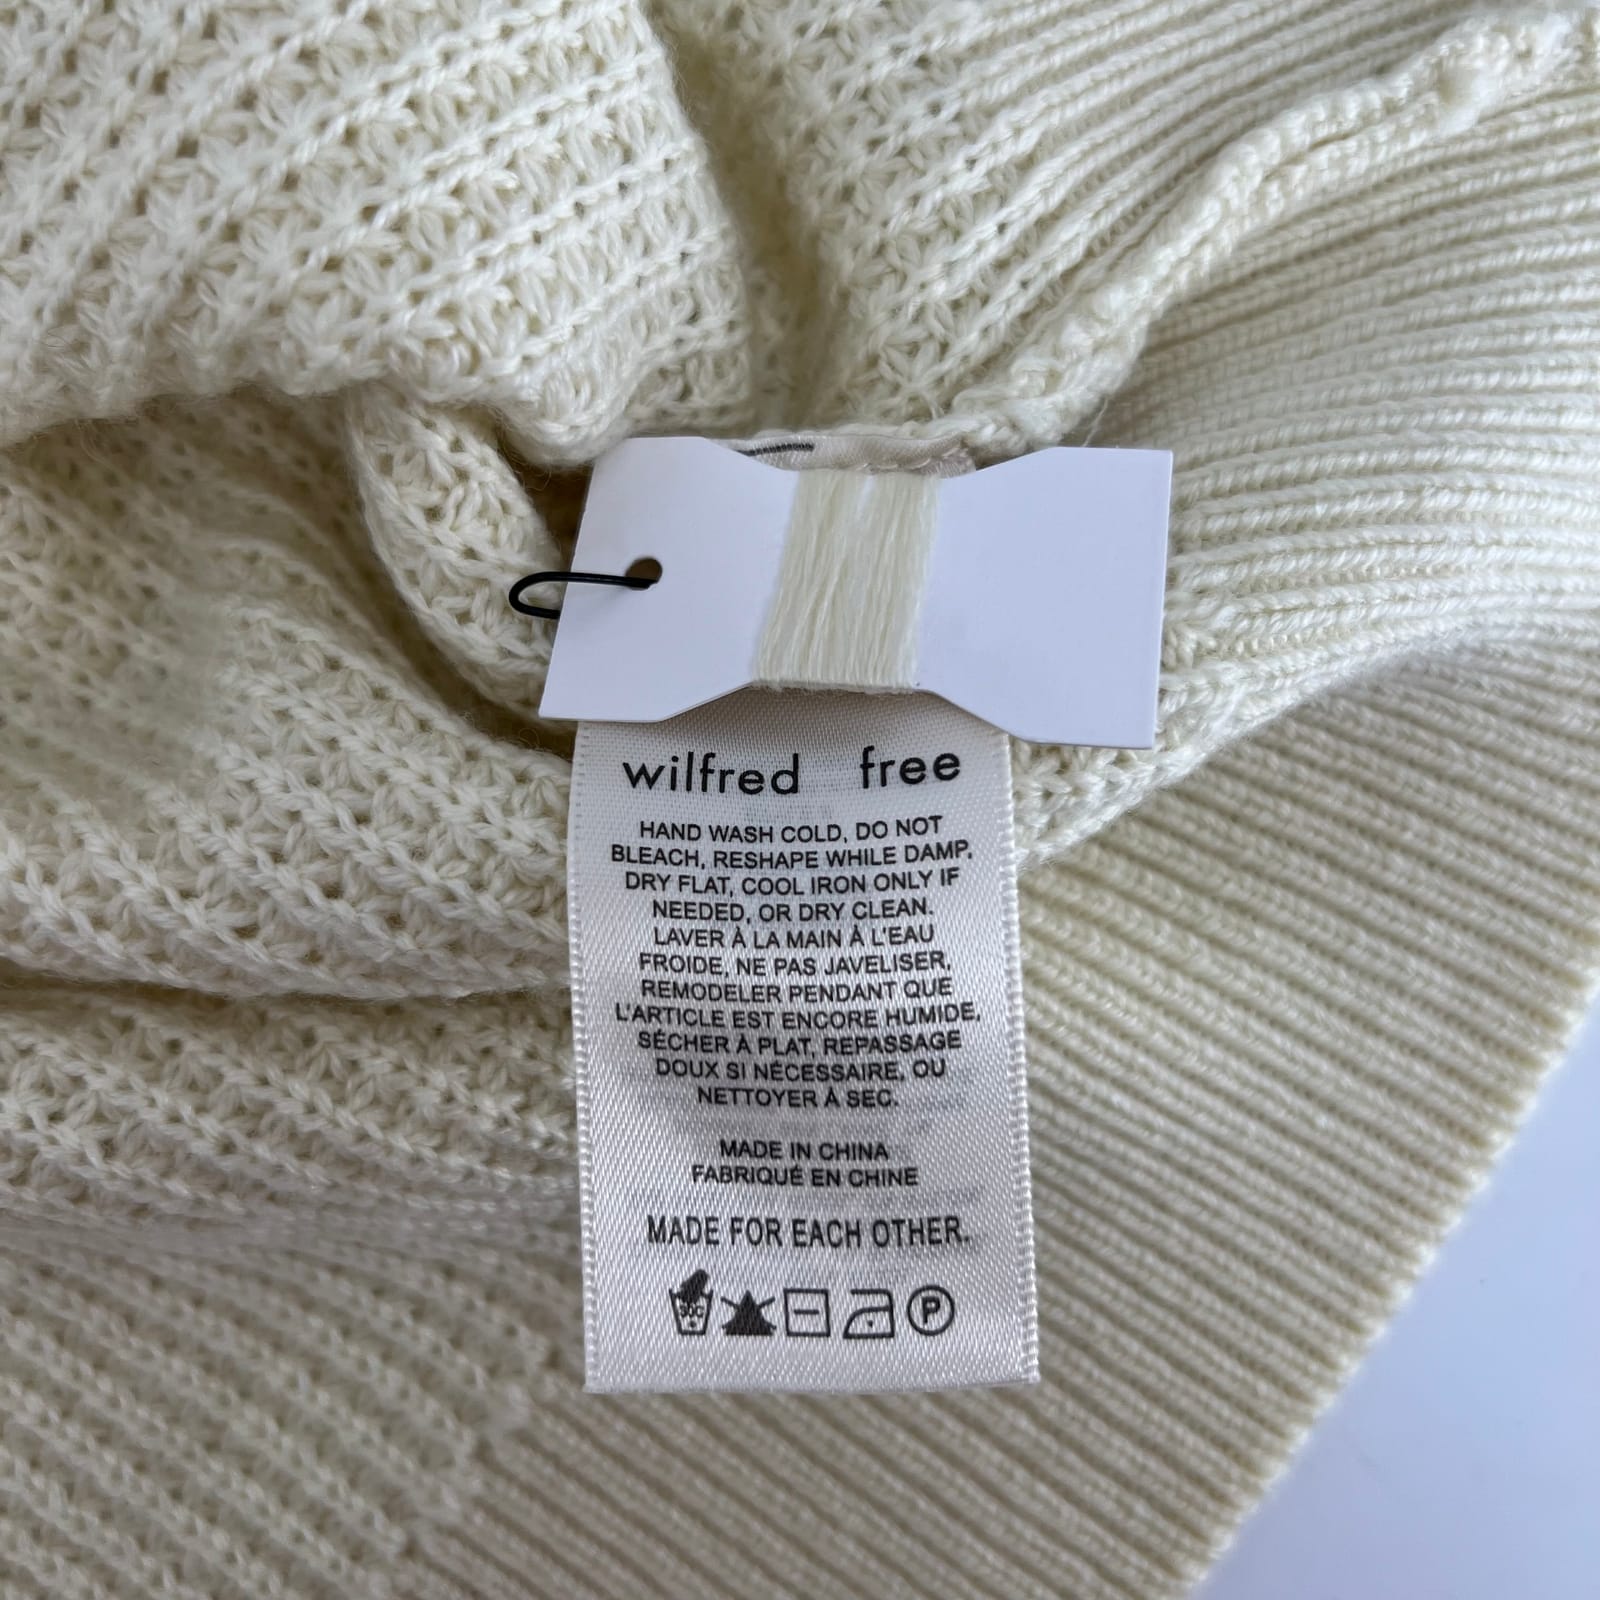 wilfred free
HAND WASH COLD, DO NOT
BLEACH, RESHAPE WHILE DAMP.
DRY FLAT, COOL IRON ONLY IF
NEEDED, OR DRY CLEAN.
LAVER À LA MAIN À L'EAU
FROIDE, NE PAS JAVELISER,
REMODELER PENDANT QUE
L'ARTICLE EST ENCORE HUMIDE,
SÉCHER À PLAT, REPASSAGE
DOUX SI NÉCESSAIRE, OU
NETTOYER À SEC.
MADE IN CHINA
FABRIQUÉ EN CHINE
MADE FOR EACH OTHER.
30C P